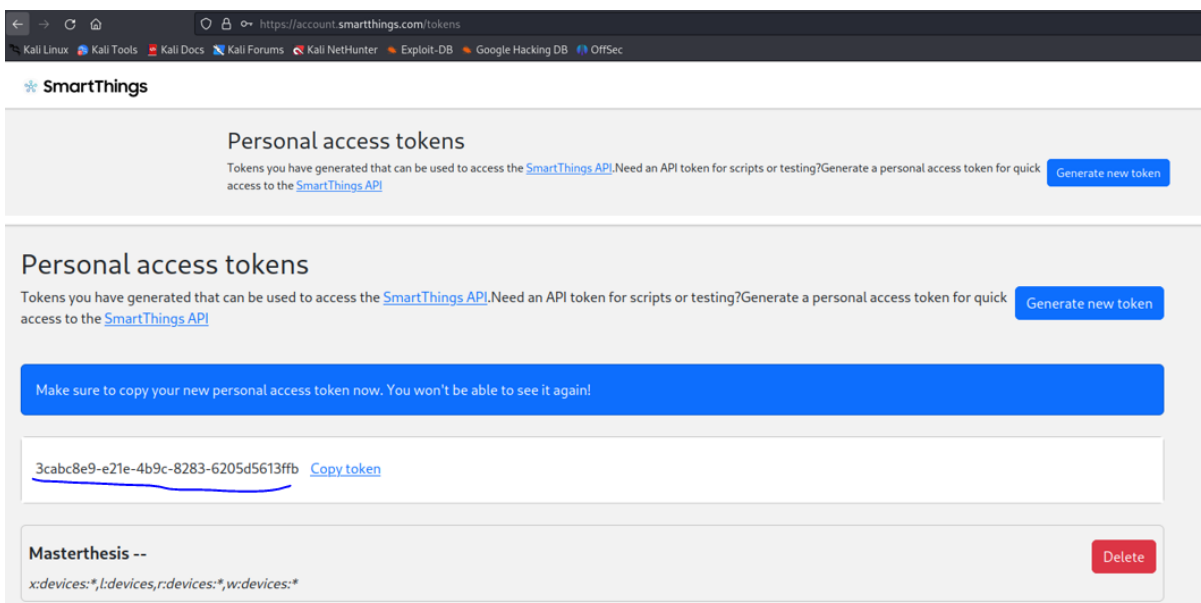 https://account.smartthings.com/tokens
Kali Linux Kali Tools Kali Docs Kali Forums Kali NetHunter Exploit-DB Google Hacking DB OffSec
SmartThings
Personal access tokens
Tokens you have generated that can be used to access the SmartThings API.Need an API token for scripts or testing?Generate a personal access token for quick
access to the SmartThings API
Generate new token
Personal access tokens
Tokens you have generated that can be used to access the SmartThings API.Need an API token for scripts or testing?Generate a personal access token for quick
access to the SmartThings API
Generate new token
Make sure to copy your new personal access token now. You won't be able to see it again!
3cabc8e9-e21e-4b9c-8283-6205d5613ffb Copy token
Masterthesis --
Delete
x:devices:*,l:devices,r:devices:*,w:devices:*